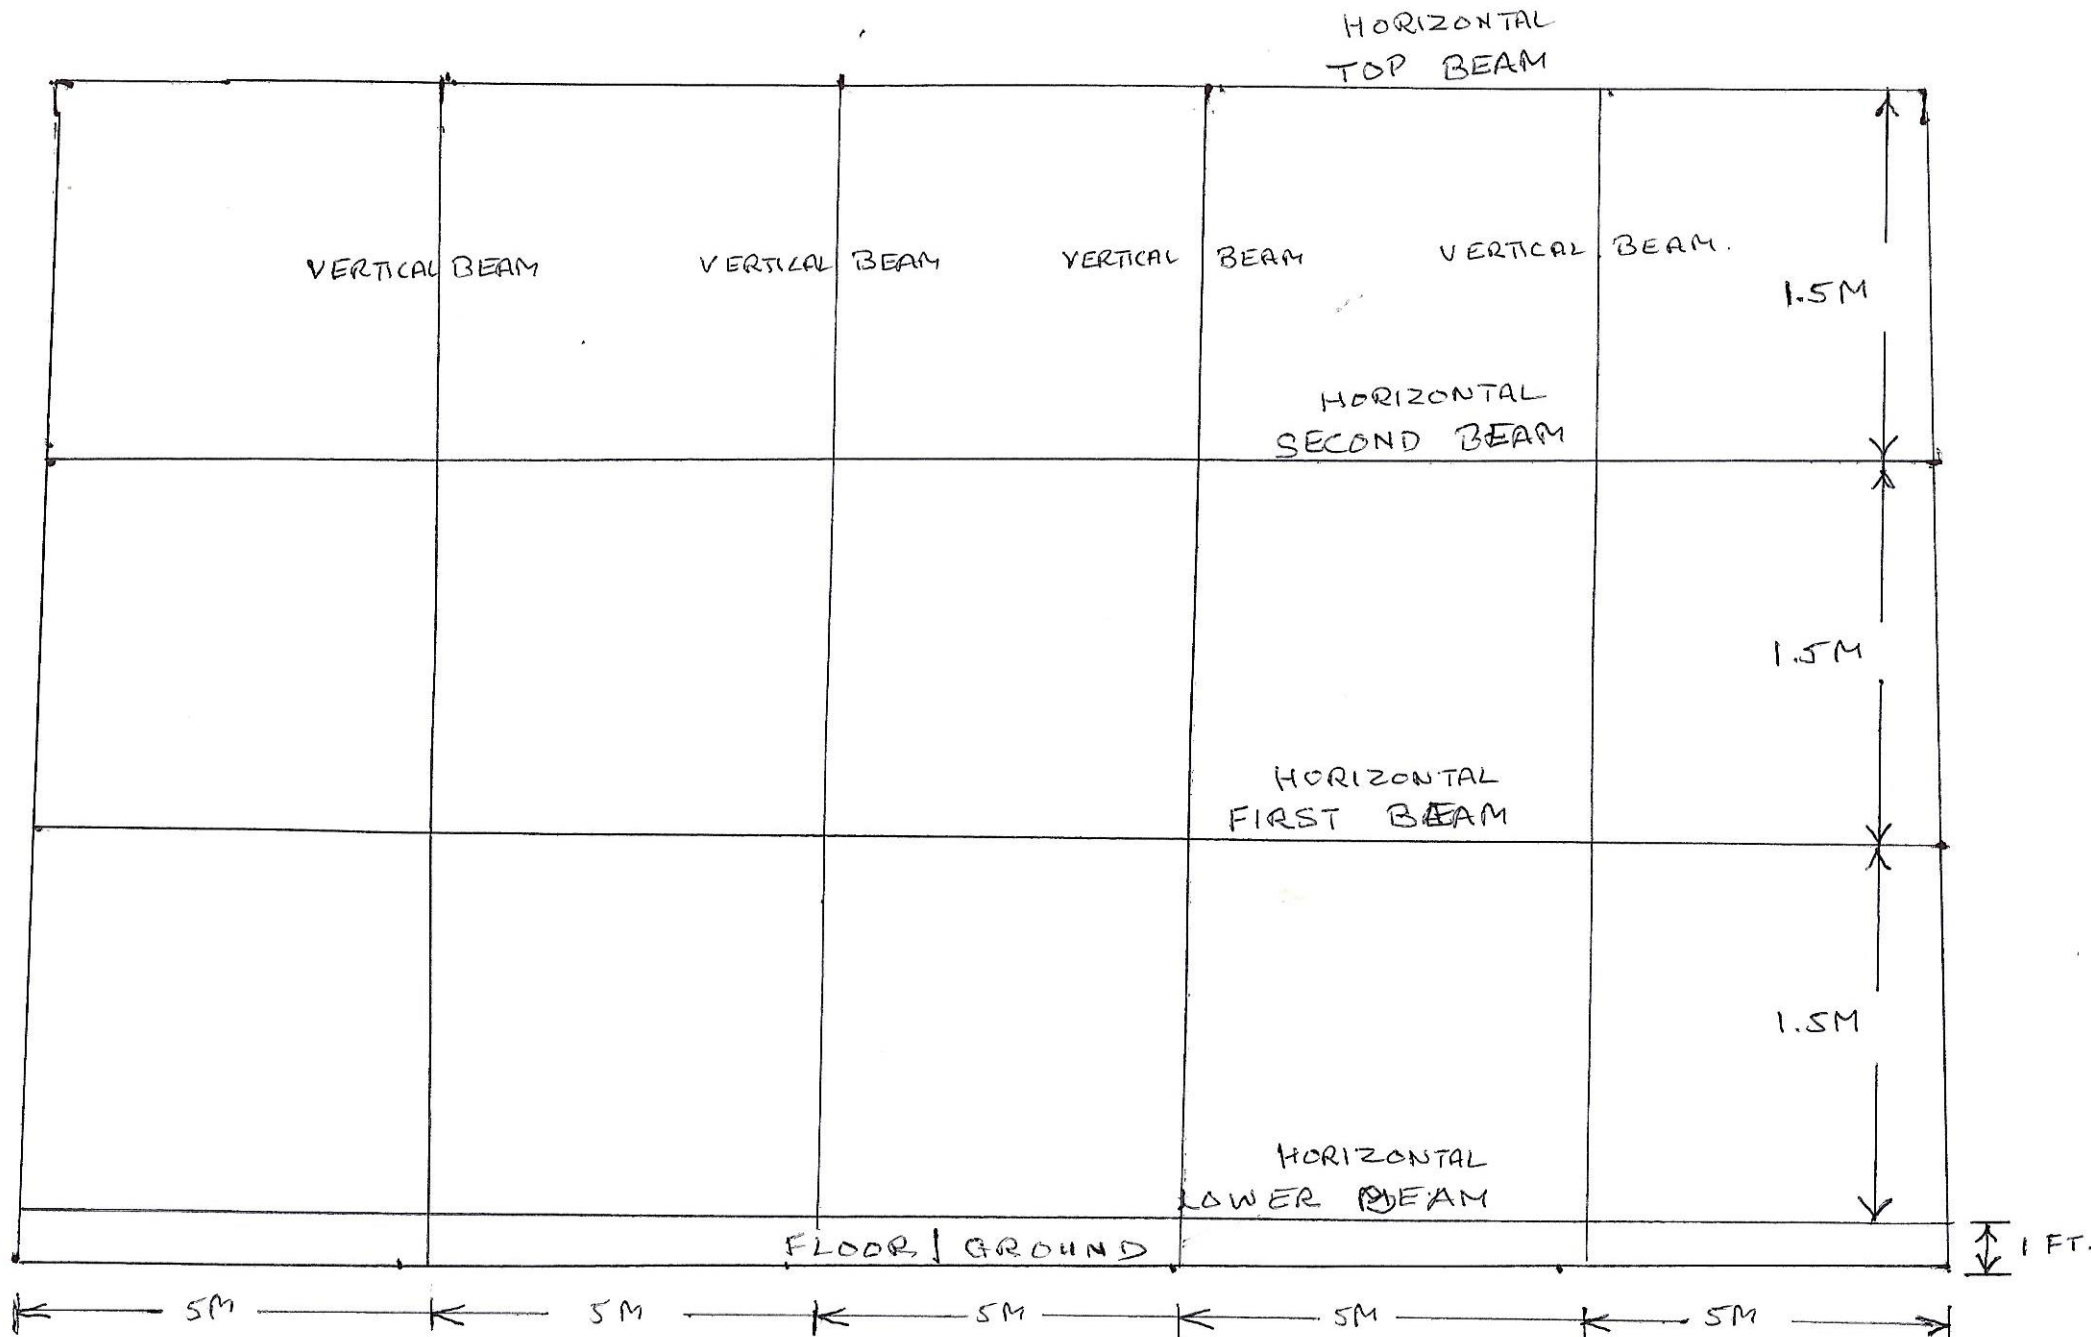 HORIZONTAL
TOP BEAM
VERTICAL BEAM
VERTICAL BEAM
VERTICAL BEAM
VERTICAL BEAM.
1.5M
HORIZONTAL
SECOND BEAM
1.5M
HORIZONTAL
FIRST BEAM
1.5M
HORIZONTAL
LOWER BEAM
FLOOR | GROUND
1 FT.
5M
5M
5M
5M
5M